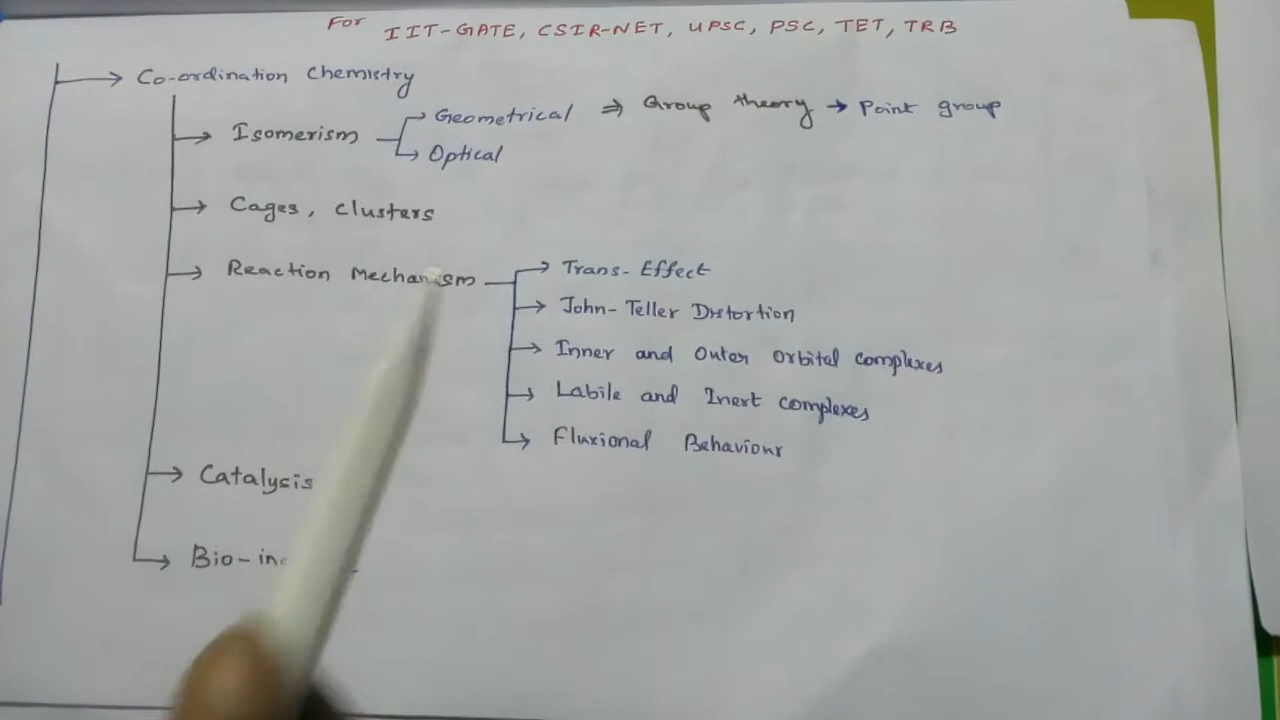 For IIT-GATE, CSIR-NET, UPSC, PSC, TET, TRB
Co-ordination Chemistry
Isomerism
Geometrical ⇒ Group theory → Point group
Optical
Cages, Clusters
Reaction Mechanism
Trans-Effect
John-Teller Distortion
Inner and Outer Orbital Complexes
Labile and Inert Complexes
Fluxional Behaviour
Catalysis
Bio-in